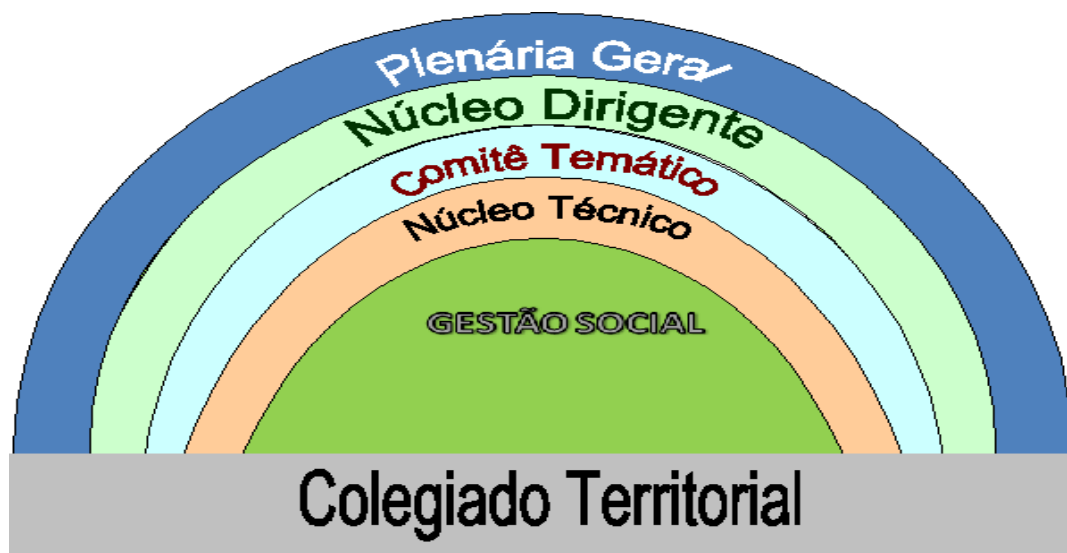 Plenária Geral
Núcleo Dirigente
Comitê Temático
Núcleo Técnico
GESTÃO SOCIAL
Colegiado Territorial